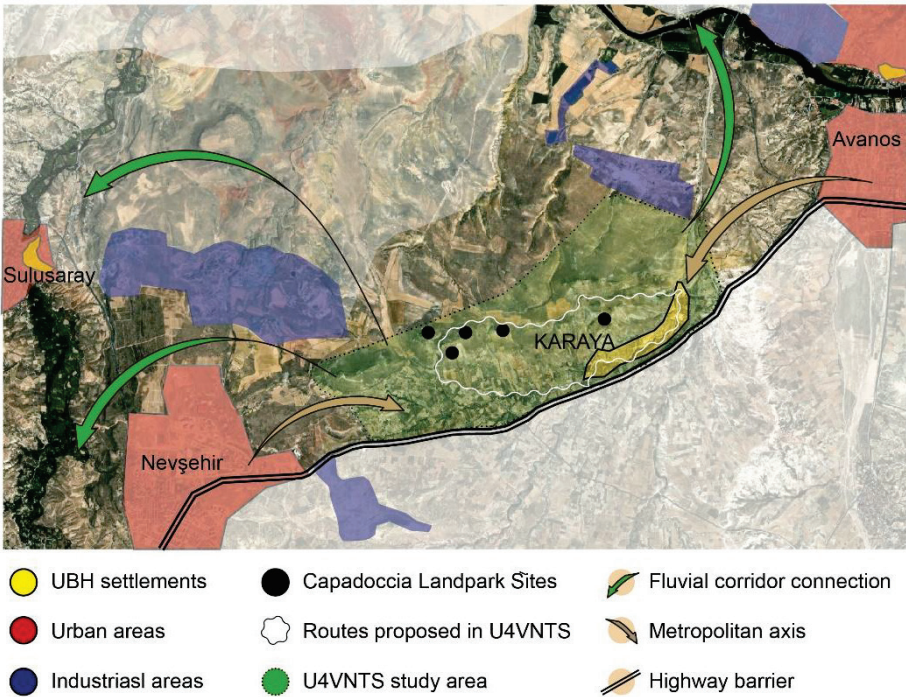 Avanos
Sulusaray
KARAYA
Nevşehir
UBH settlements
Capadoccia Landpark Sites
Fluvial corridor connection
Urban areas
Routes proposed in U4VNTS
Metropolitan axis
Industriasl areas
U4VNTS study area
Highway barrier